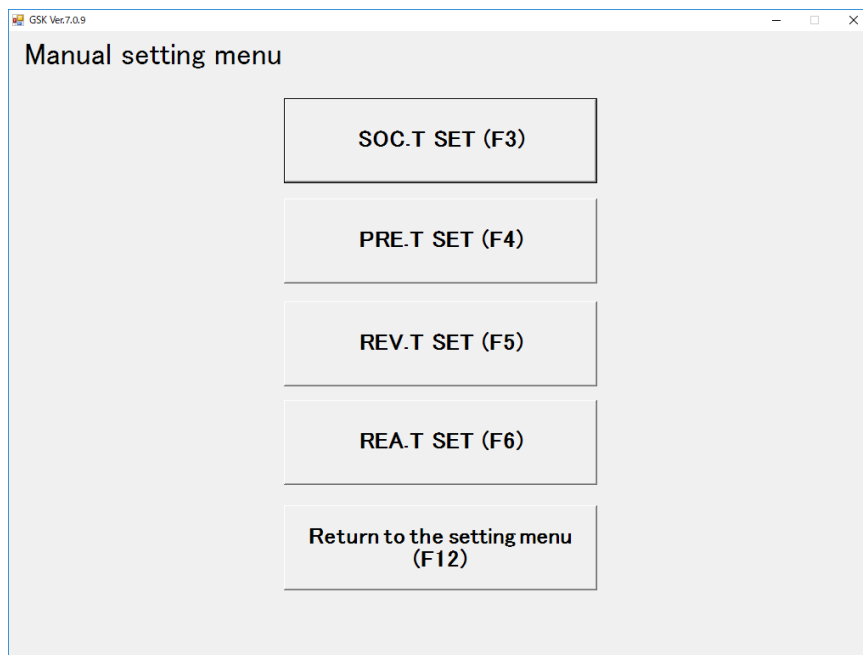 GSK Ver.7.0.9
Manual setting menu
SOC.T SET (F3)
PRE.T SET (F4)
REV.T SET (F5)
REA.T SET (F6)
Return to the setting menu
(F12)